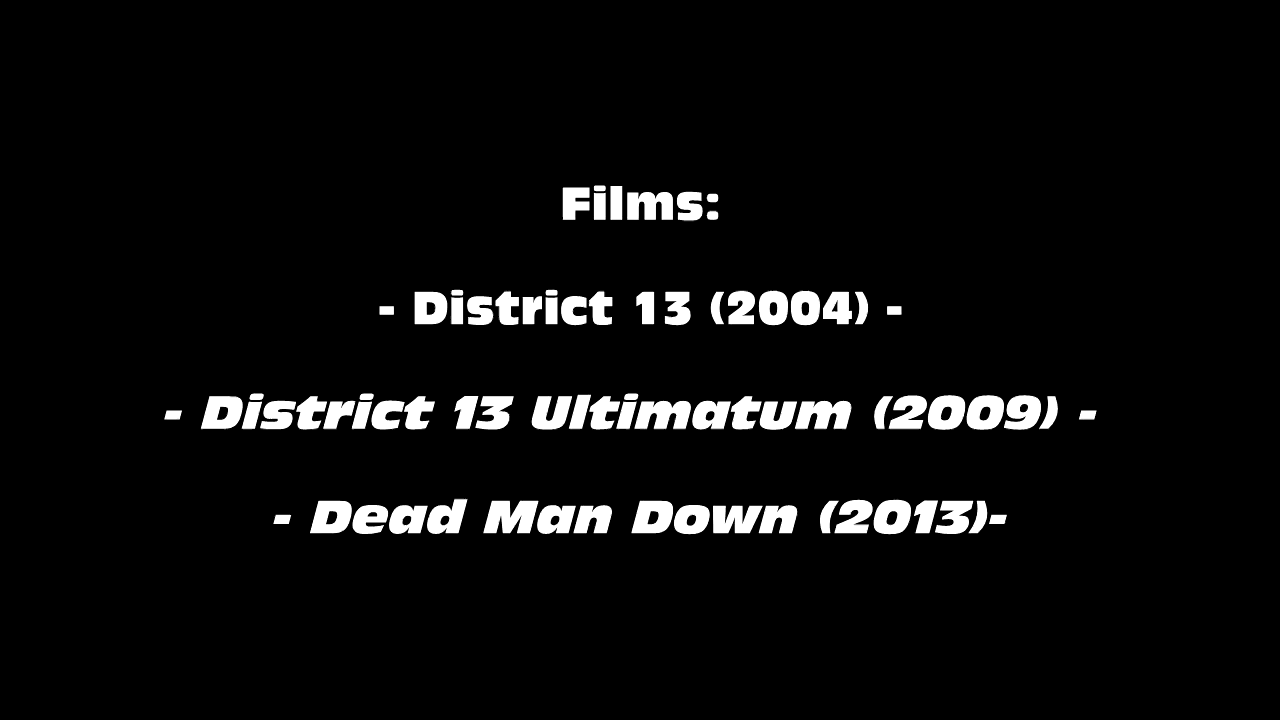 Films:
- District 13 (2004) -
- District 13 Ultimatum (2009) -
- Dead Man Down (2013)-